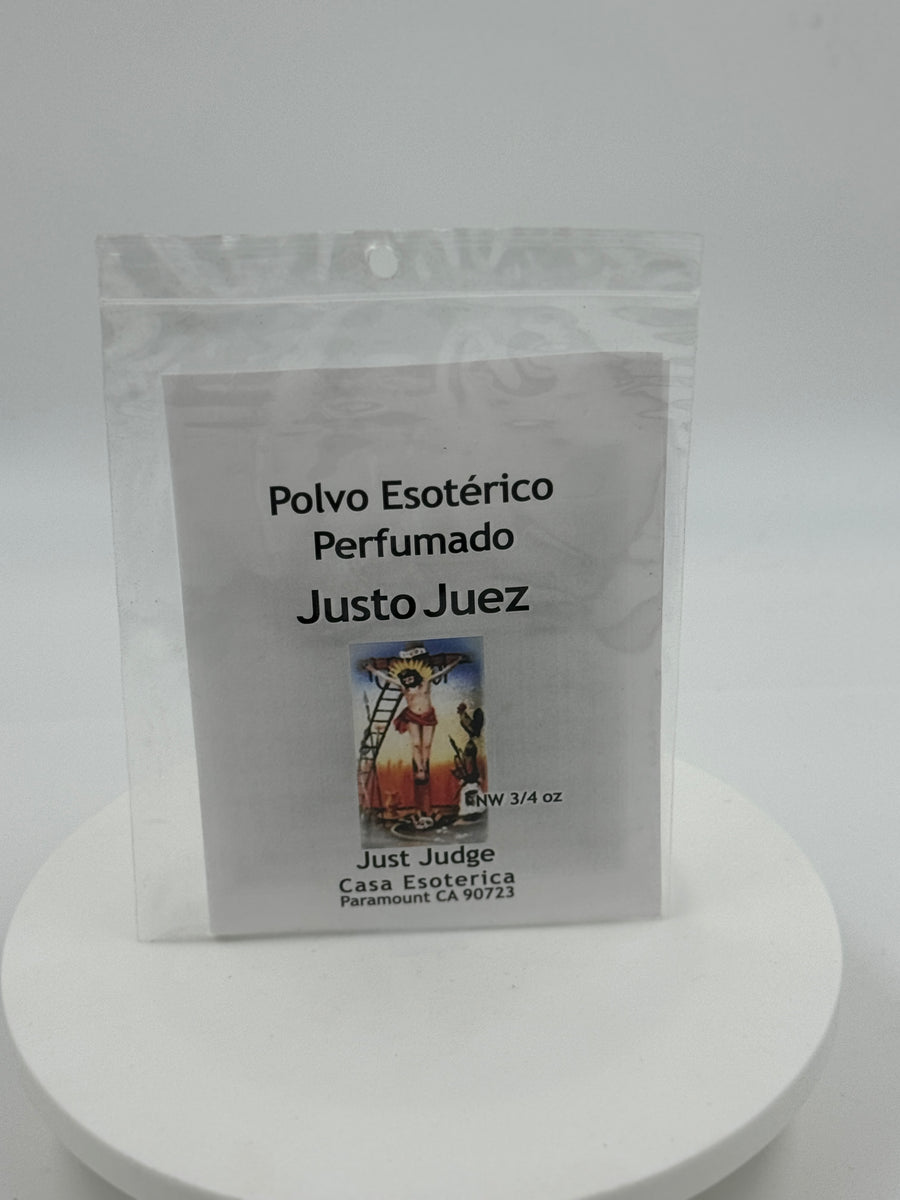 Polvo Esotérico
Perfumado
Justo Juez
NW 3/4 oz
Just Judge
Casa Esoterica
Paramount CA 90723